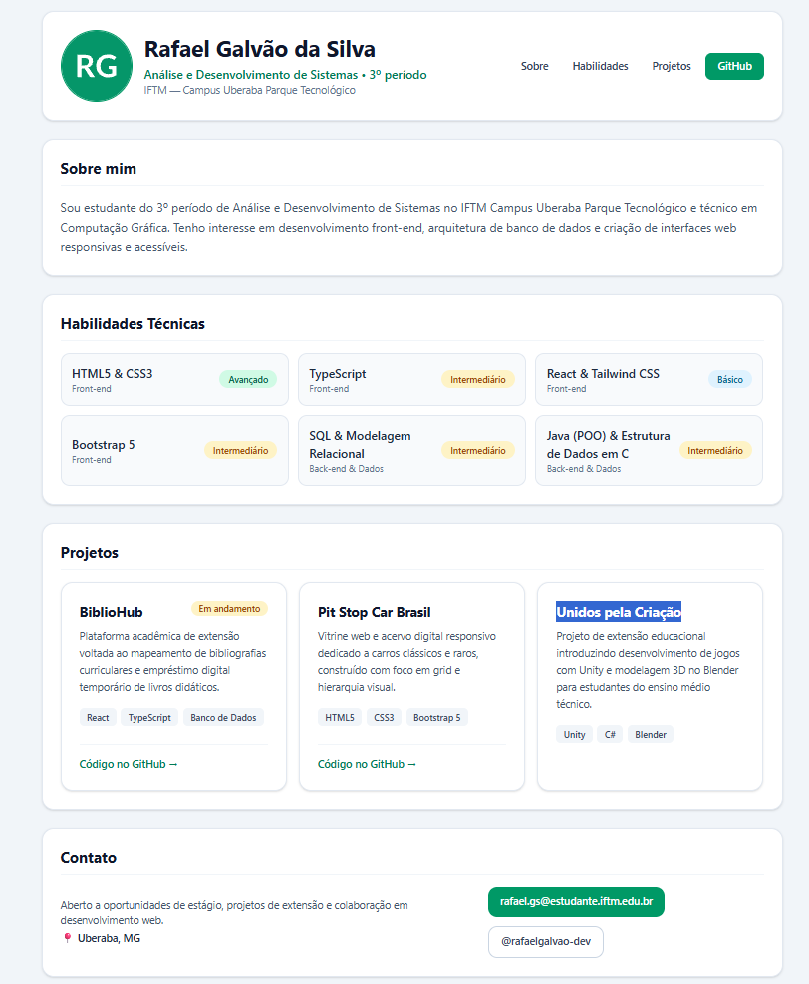 RG
Rafael Galvão da Silva
Análise e Desenvolvimento de Sistemas • 3º período
IFTM — Campus Uberaba Parque Tecnológico
Sobre
Habilidades
Projetos
GitHub
Sobre mim
Sou estudante do 3º período de Análise e Desenvolvimento de Sistemas no IFTM Campus Uberaba Parque Tecnológico e técnico em
Computação Gráfica. Tenho interesse em desenvolvimento front-end, arquitetura de banco de dados e criação de interfaces web
responsivas e acessíveis.
Habilidades Técnicas
HTML5 & CSS3
Front-end
Avançado
TypeScript
Front-end
Intermediário
React & Tailwind CSS
Front-end
Básico
Bootstrap 5
Front-end
Intermediário
SQL & Modelagem
Relacional
Back-end & Dados
Intermediário
Java (POO) & Estrutura
de Dados em C
Back-end & Dados
Intermediário
Projetos
BiblioHub
Em andamento
Plataforma acadêmica de extensão
voltada ao mapeamento de bibliografias
curriculares e empréstimo digital
temporário de livros didáticos.
React
TypeScript
Banco de Dados
Código no GitHub →
Pit Stop Car Brasil
Vitrine web e acervo digital responsivo
dedicado a carros clássicos e raros,
construído com foco em grid e
hierarquia visual.
HTML5
CSS3
Bootstrap 5
Código no GitHub →
Unidos pela Criação
Projeto de extensão educacional
introduzindo desenvolvimento de jogos
com Unity e modelagem 3D no Blender
para estudantes do ensino médio
técnico.
Unity
C#
Blender
Contato
Aberto a oportunidades de estágio, projetos de extensão e colaboração em
desenvolvimento web.
📍 Uberaba, MG
rafael.gs@estudante.iftm.edu.br
@rafaelgalvao-dev